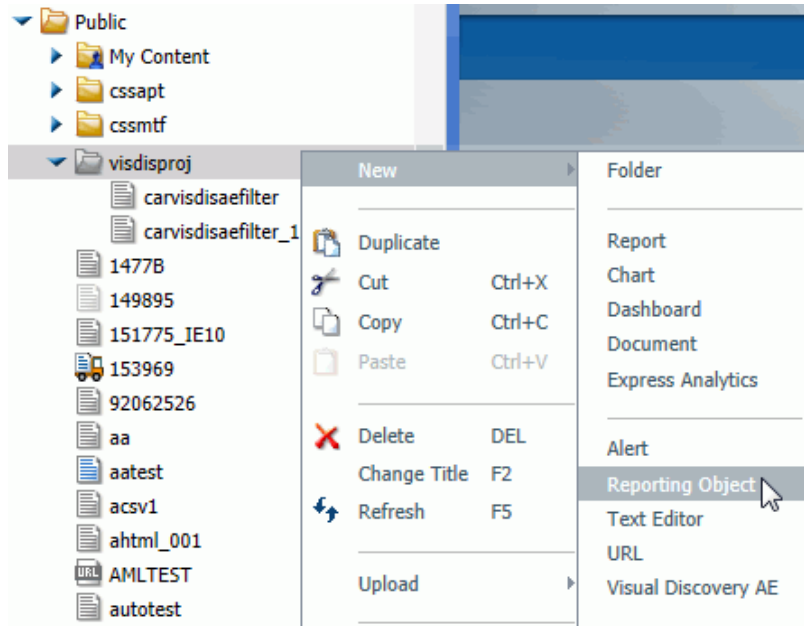 Public
My Content
cssapt
cssmtf
visdisproj
carvisdisaefilter
carvisdisaefilter_1
1477B
149895
151775_IE10
153969
92062526
aa
aatest
acsv1
ahtml_001
URL AMLTEST
autotest
New
Duplicate
Cut Ctrl+X
Copy Ctrl+C
Paste Ctrl+V
Delete DEL
Change Title F2
Refresh F5
Upload
Folder
Report
Chart
Dashboard
Document
Express Analytics
Alert
Reporting Object
Text Editor
URL
Visual Discovery AE